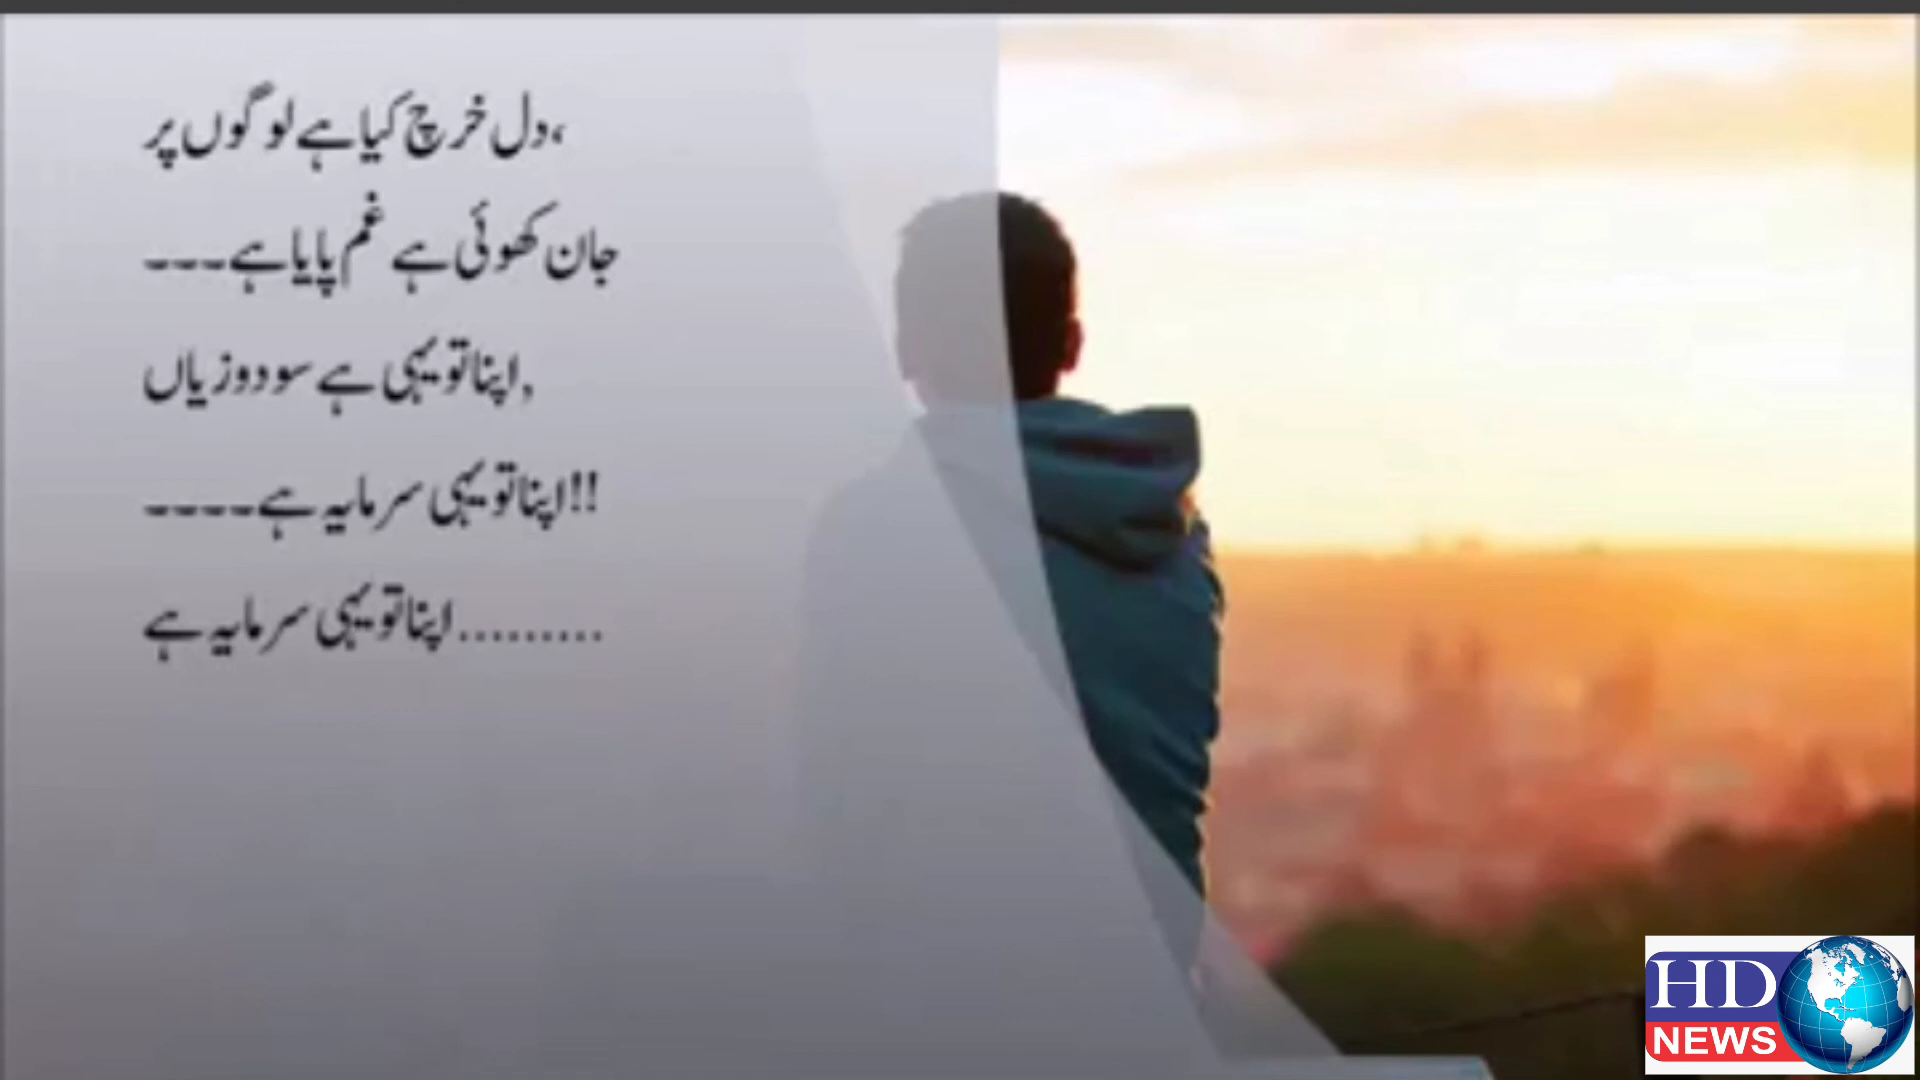 ،دل خرچ کیا ہے لوگوں پر
جان کھوئی ہے غم پایا ہے---
,اپنا تو یہی ہے سود و زیاں
!!اپنا تو یہی سرمایہ ہے----
.........اپنا تو یہی سرمایہ ہے
HD
NEWS